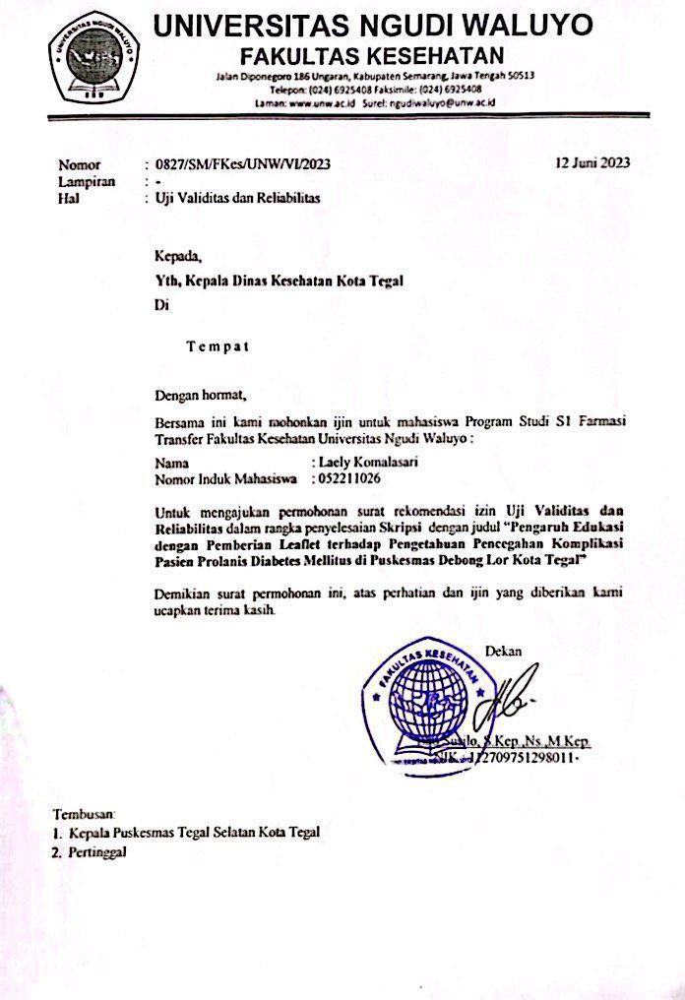 UNIVERSITAS NGUDI WALUYO
UNIVERSITAS NGUDI WALUYO
FAKULTAS KESEHATAN
Jalan Diponegoro 186 Ungaran, Kabupaten Semarang, Jawa Tengah 50513
Telepon: (024) 6925408 Faksimile: (024) 6925408
Laman: www.unw.ac.id Surel: ngudiwaluyo@unw.ac.id
Nomor : 0827/SM/FKes/UNW/VI/2023 12 Juni 2023
Lampiran : -
Hal : Uji Validitas dan Reliabilitas
Kepada,
Yth, Kepala Dinas Kesehatan Kota Tegal
Di
Tempat
Dengan hormat,
Bersama ini kami mohonkan ijin untuk mahasiswa Program Studi S1 Farmasi
Transfer Fakultas Kesehatan Universitas Ngudi Waluyo :
Nama : Laely Komalasari
Nomor Induk Mahasiswa : 052211026
Untuk mengajukan permohonan surat rekomendasi izin Uji Validitas dan
Reliabilitas dalam rangka penyelesaian Skripsi dengan judul "Pengaruh Edukasi
dengan Pemberian Leaflet terhadap Pengetahuan Pencegahan Komplikasi
Pasien Prolanis Diabetes Mellitus di Puskesmas Debong Lor Kota Tegal"
Demikian surat permohonan ini, atas perhatian dan ijin yang diberikan kami
ucapkan terima kasih.
Dekan
FAKULTAS KESEHATAN
UNIVERSITAS NGUDI WALUYO
Susilo, S.Kep.,Ns.,M.Kep.
NIK : 112709751298011-
Tembusan:
1. Kepala Puskesmas Tegal Selatan Kota Tegal
2. Pertinggal